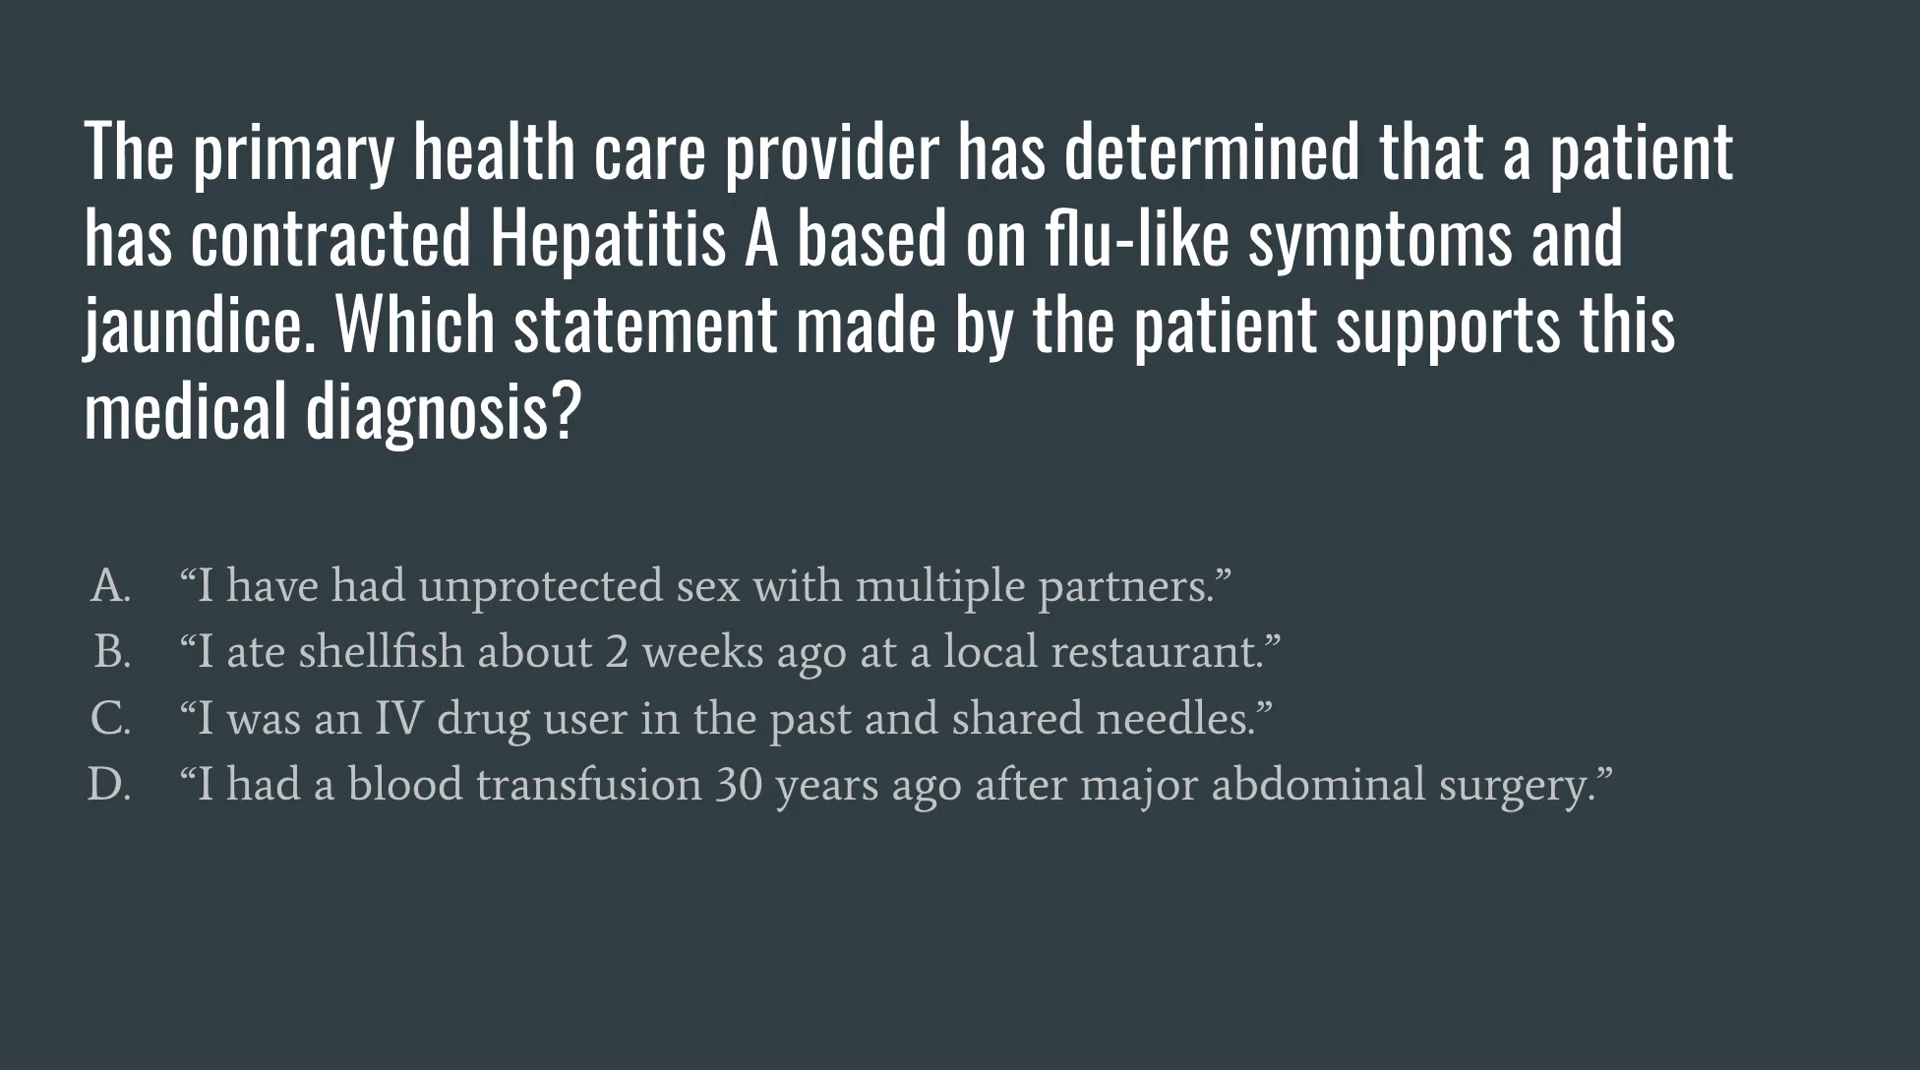 The primary health care provider has determined that a patient
has contracted Hepatitis A based on flu-like symptoms and
jaundice. Which statement made by the patient supports this
medical diagnosis?
A. “I have had unprotected sex with multiple partners.”
B. “I ate shellfish about 2 weeks ago at a local restaurant.”
C. “I was an IV drug user in the past and shared needles.”
D. “I had a blood transfusion 30 years ago after major abdominal surgery.”